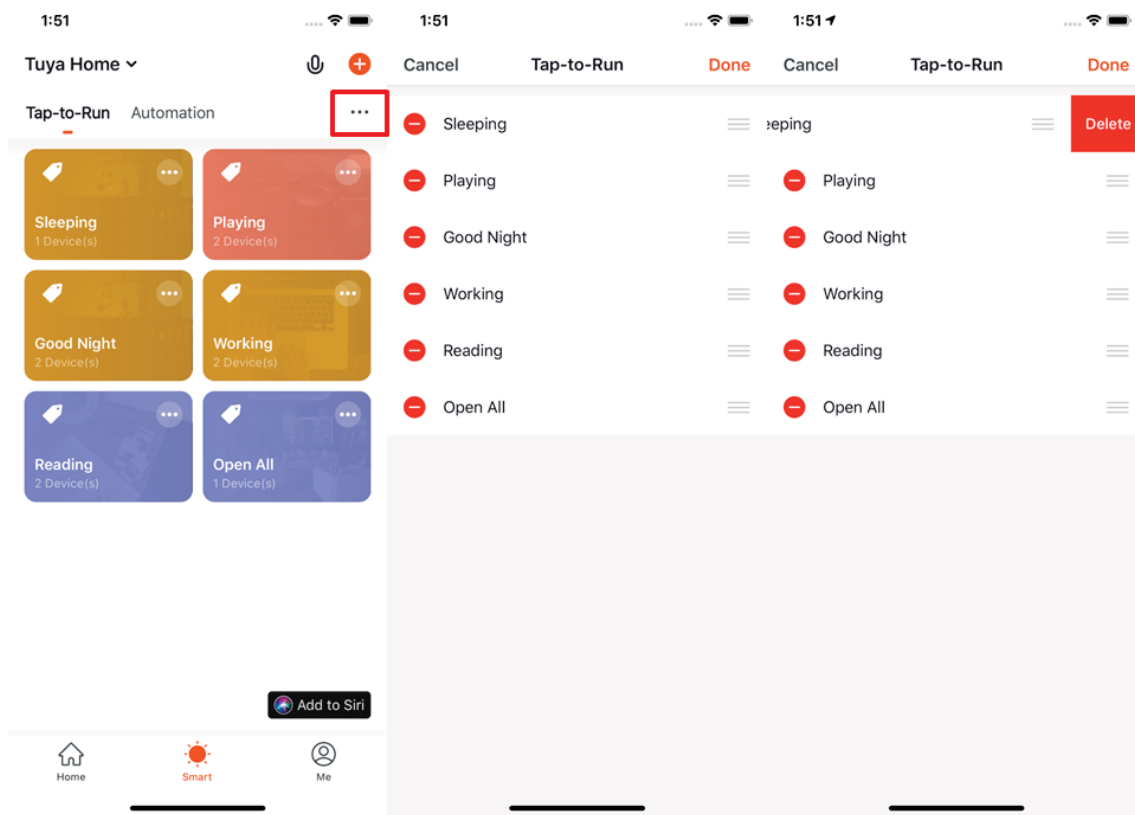 1:51
Tuya Home
Tap-to-Run Automation
Sleeping
1 Device(s)
Playing
2 Device(s)
Good Night
2 Device(s)
Working
2 Device(s)
Reading
2 Device(s)
Open All
1 Device(s)
Add to Siri
Home Smart Me
1:51
Cancel Tap-to-Run Done
Sleeping
Playing
Good Night
Working
Reading
Open All
1:51
Cancel Tap-to-Run Done
eeping Delete
Playing
Good Night
Working
Reading
Open All